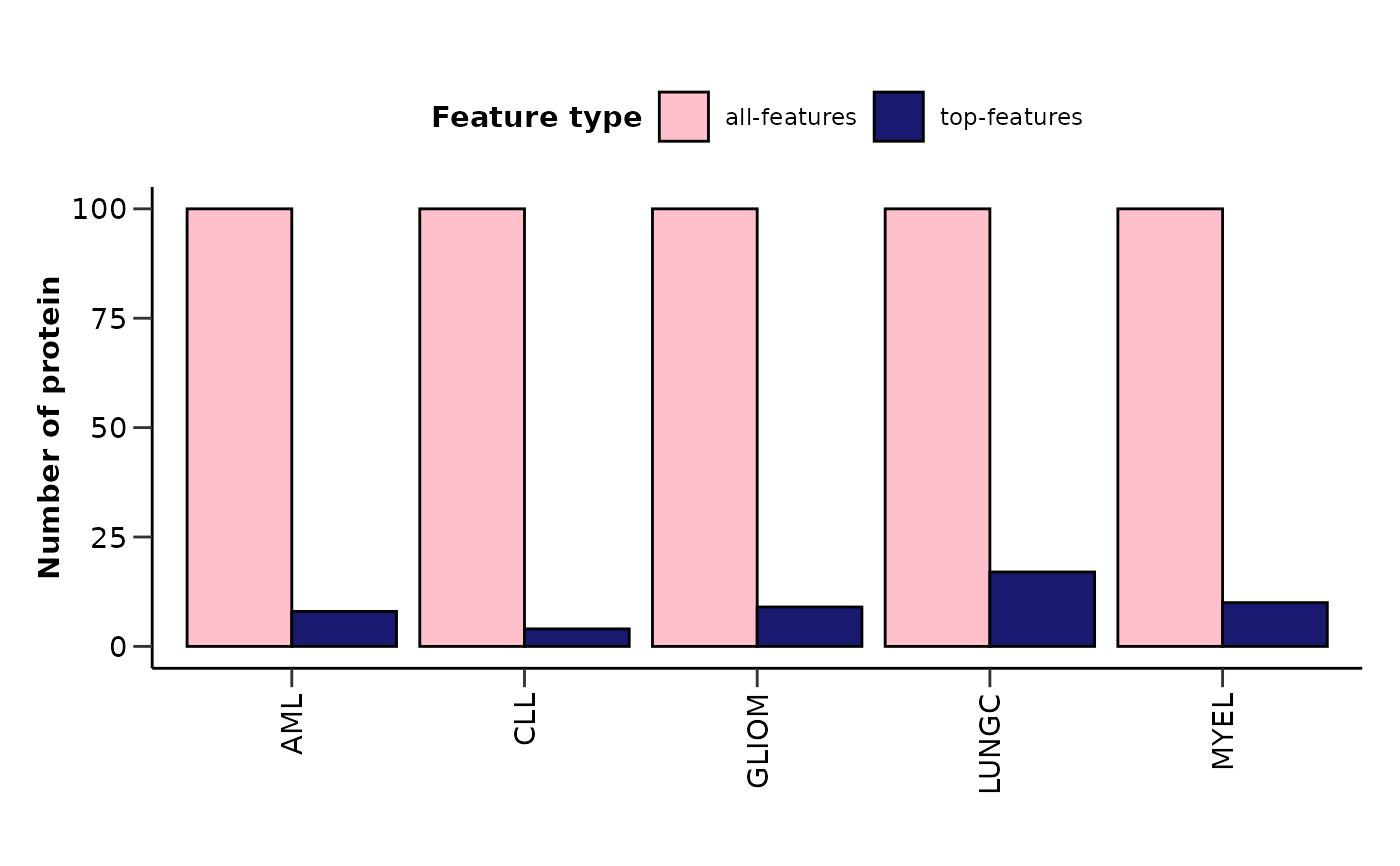 Feature type all-features top-features
Number of protein
100
75
50
25
0
AML
CLL
GLIOM
LUNGC
MYEL